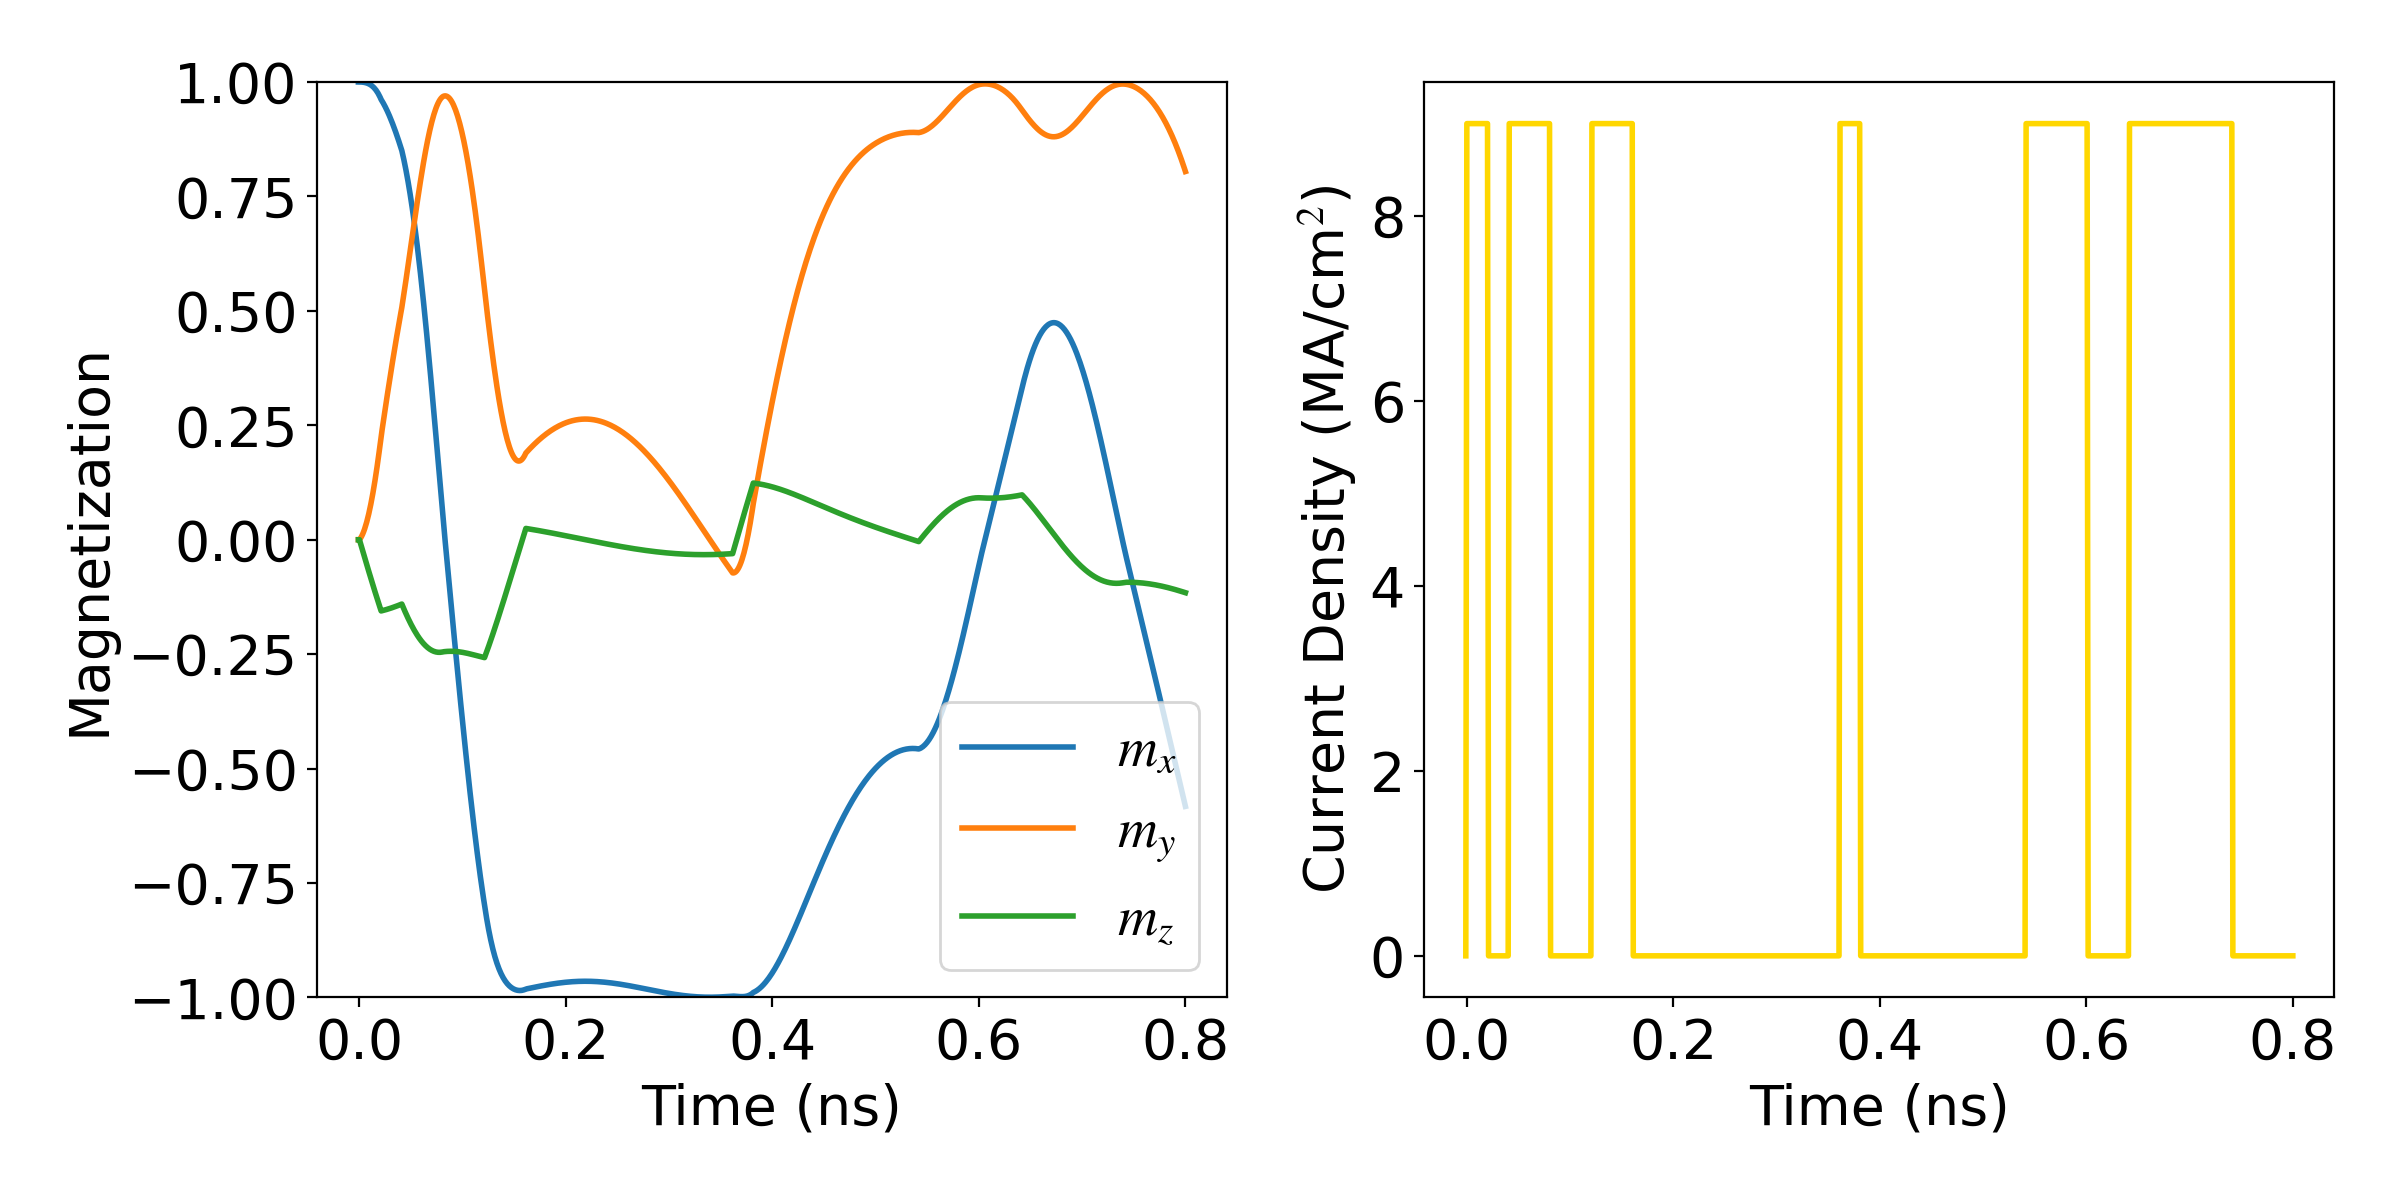 1.00
0.75
0.50
0.25
0.00
−0.25
−0.50
−0.75
−1.00
Magnetization
0.0 0.2 0.4 0.6 0.8
Time (ns)
mₓ
m_y
m_z
8
6
4
2
0
Current Density (MA/cm²)
0.0 0.2 0.4 0.6 0.8
Time (ns)